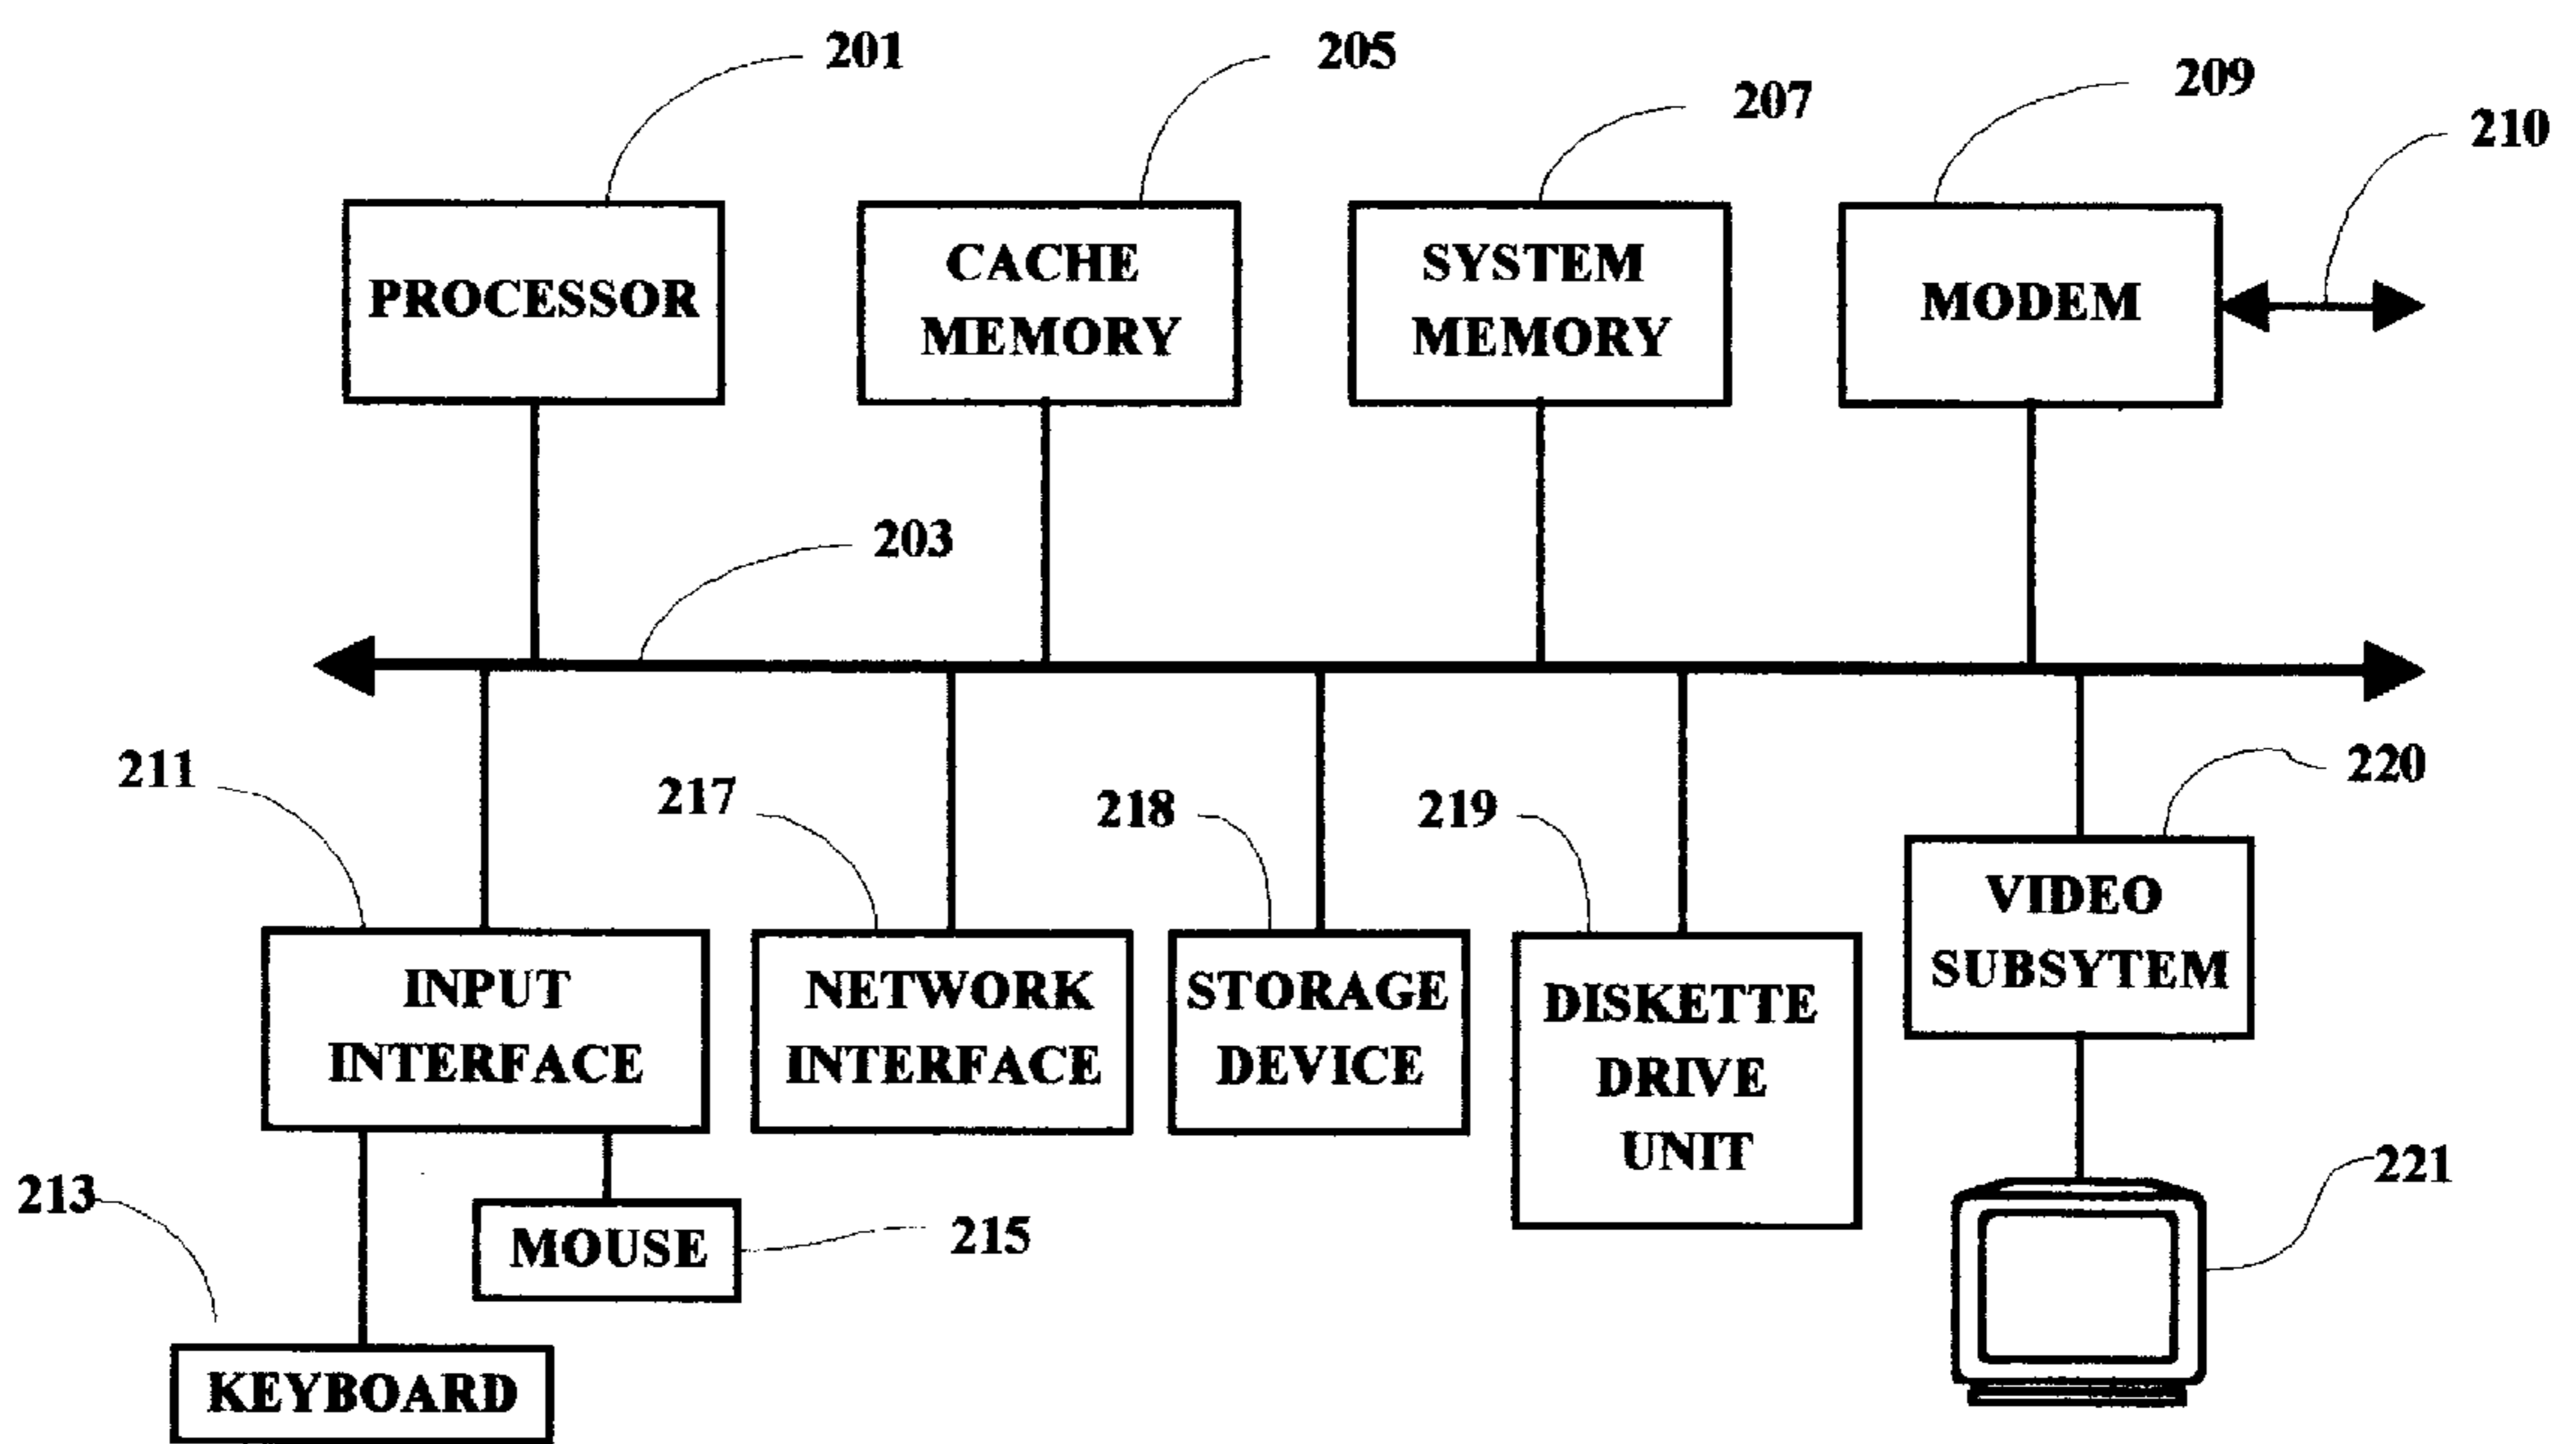 201
205
207
209
210
PROCESSOR
CACHE
MEMORY
SYSTEM
MEMORY
MODEM
203
211
217
218
219
220
INPUT
INTERFACE
NETWORK
INTERFACE
STORAGE
DEVICE
DISKETTE
DRIVE
UNIT
VIDEO
SUBSYTEM
213
MOUSE
215
221
KEYBOARD